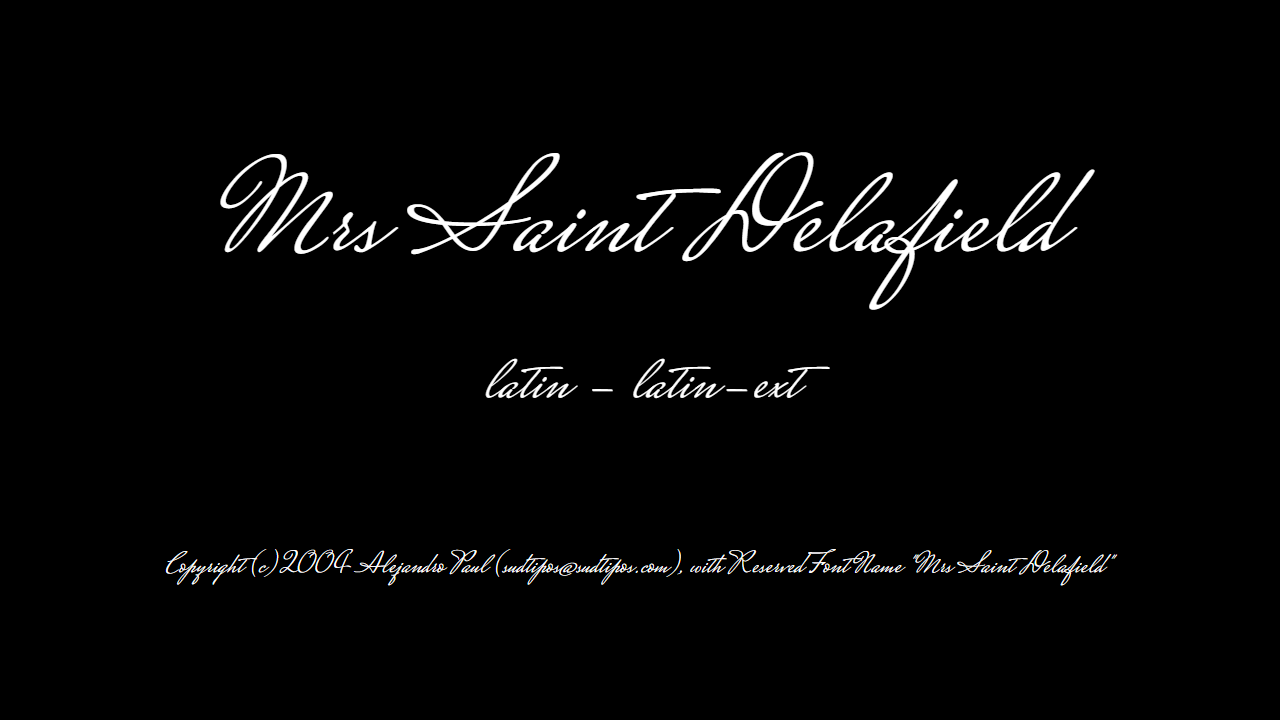 Mrs Saint Delafield
latin - latin-ext
Copyright (c) 2004 Alejandro Paul (sudtipos@sudtipos.com), with Reserved Font Name "Mrs Saint Delafield"